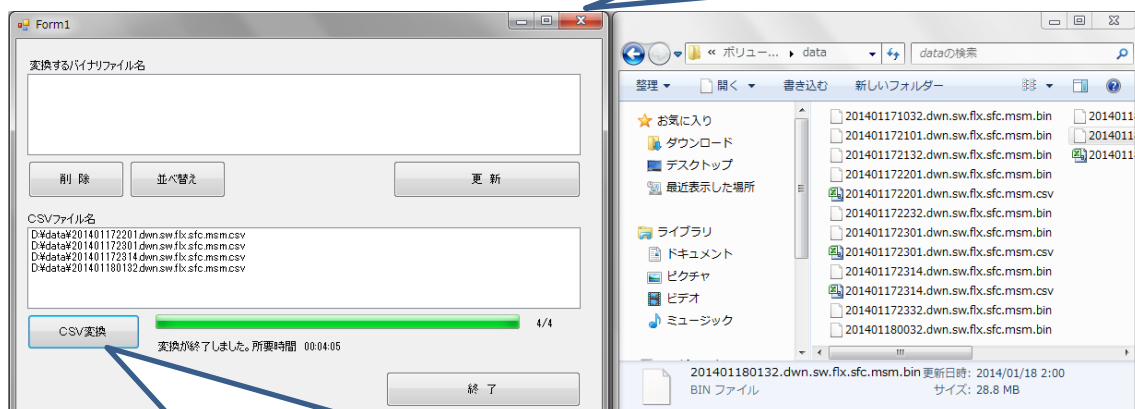 Form1
変換するバイナリファイル名
削 除
並べ替え
更 新
CSVファイル名
D:¥data¥201401172201.dwn.sw.flx.sfc.msm.csv
D:¥data¥201401172301.dwn.sw.flx.sfc.msm.csv
D:¥data¥201401172314.dwn.sw.flx.sfc.msm.csv
D:¥data¥201401180132.dwn.sw.flx.sfc.msm.csv
CSV変換
4/4
変換が終了しました。所要時間 00:04:05
終 了
« ボリュー... ▸ data
dataの検索
整理
開く
書き込む
新しいフォルダー
お気に入り
ダウンロード
デスクトップ
最近表示した場所
ライブラリ
ドキュメント
ピクチャ
ビデオ
ミュージック
201401171032.dwn.sw.flx.sfc.msm.bin
201401172101.dwn.sw.flx.sfc.msm.bin
201401172132.dwn.sw.flx.sfc.msm.bin
201401172201.dwn.sw.flx.sfc.msm.bin
201401172201.dwn.sw.flx.sfc.msm.csv
201401172232.dwn.sw.flx.sfc.msm.bin
201401172301.dwn.sw.flx.sfc.msm.bin
201401172301.dwn.sw.flx.sfc.msm.csv
201401172314.dwn.sw.flx.sfc.msm.bin
201401172314.dwn.sw.flx.sfc.msm.csv
201401172332.dwn.sw.flx.sfc.msm.bin
201401180032.dwn.sw.flx.sfc.msm.bin
201401180132.dwn.sw.flx.sfc.msm.bin 更新日時: 2014/01/18 2:00
BIN ファイル サイズ: 28.8 MB